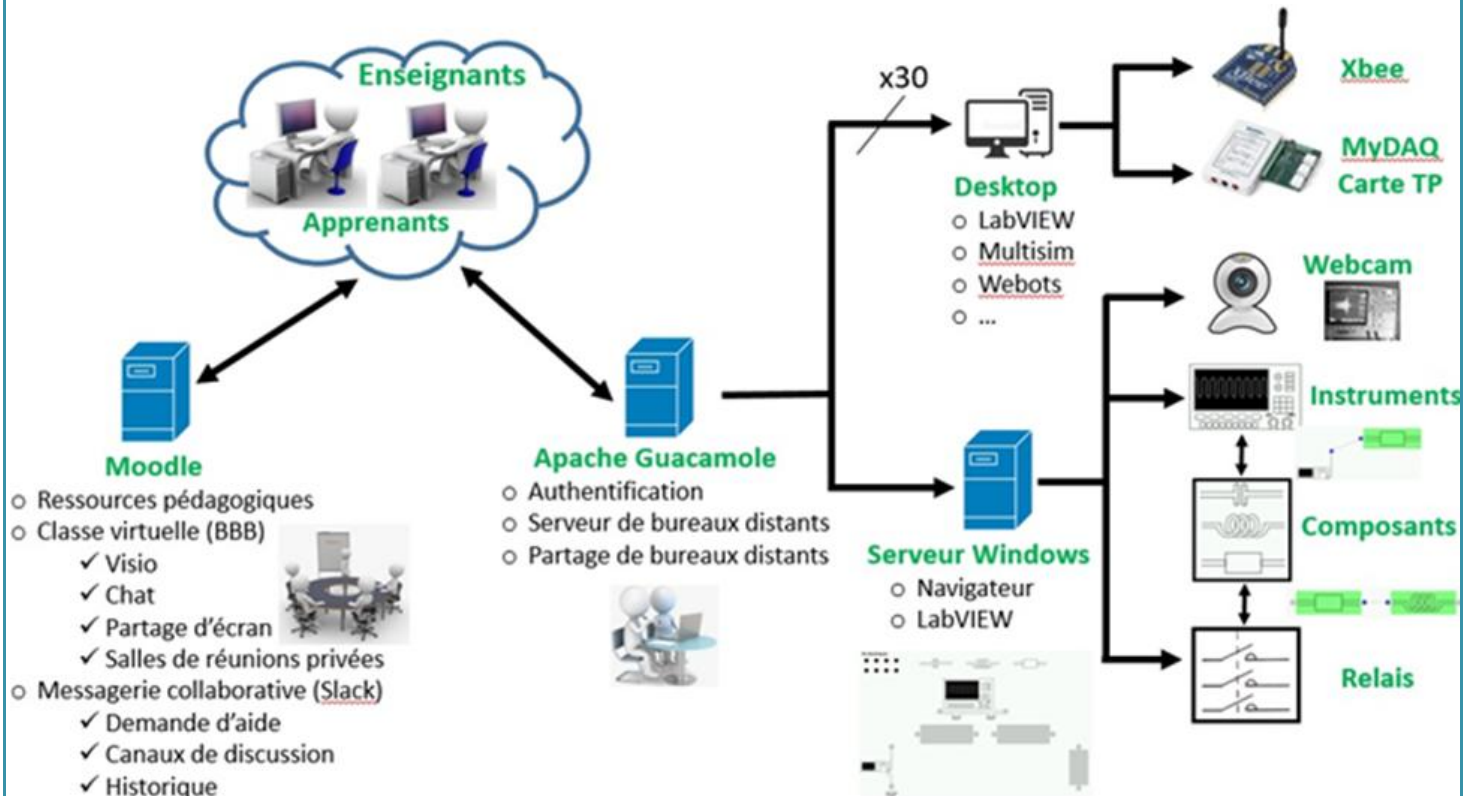 Enseignants
Apprenants
Moodle
○ Ressources pédagogiques
○ Classe virtuelle (BBB)
✓ Visio
✓ Chat
✓ Partage d'écran
✓ Salles de réunions privées
○ Messagerie collaborative (Slack)
✓ Demande d'aide
✓ Canaux de discussion
✓ Historique
Apache Guacamole
○ Authentification
○ Serveur de bureaux distants
○ Partage de bureaux distants
x30
Desktop
○ LabVIEW
○ Multisim
○ Webots
○ ...
Serveur Windows
○ Navigateur
○ LabVIEW
Xbee
MyDAQ
Carte TP
Webcam
Instruments
Composants
Relais